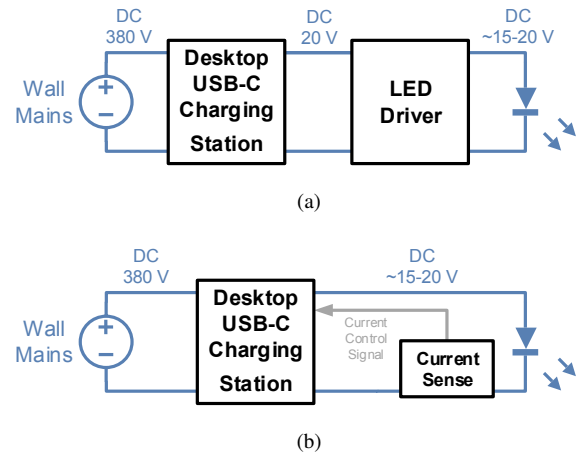 DC
380 V
DC
20 V
DC
~15-20 V
Wall
Mains
Desktop
USB-C
Charging
Station
LED
Driver
(a)
DC
380 V
DC
~15-20 V
Wall
Mains
Desktop
USB-C
Charging
Station
Current
Control
Signal
Current
Sense
(b)